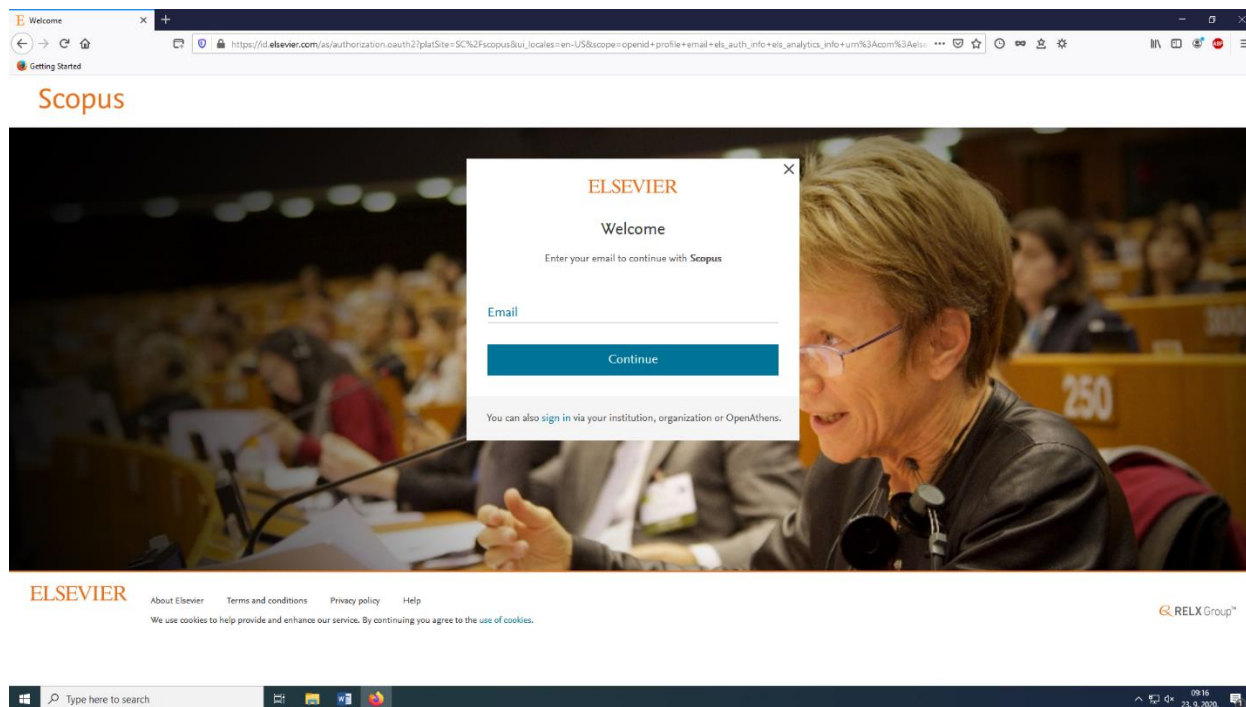 Welcome
https://id.elsevier.com/as/authorization.oauth2?platSite=SC%2Fscopus&ui_locales=en-US&scope=openid+profile+email+els_auth_info+els_analytics_info+urn%3Acom%3Aelse
Getting Started
Scopus
ELSEVIER
Welcome
Enter your email to continue with Scopus
Email
Continue
You can also sign in via your institution, organization or OpenAthens.
250
ELSEVIER
About Elsevier Terms and conditions Privacy policy Help
We use cookies to help provide and enhance our service. By continuing you agree to the use of cookies.
RELX Group™
Type here to search
09:16
23. 9. 2020.